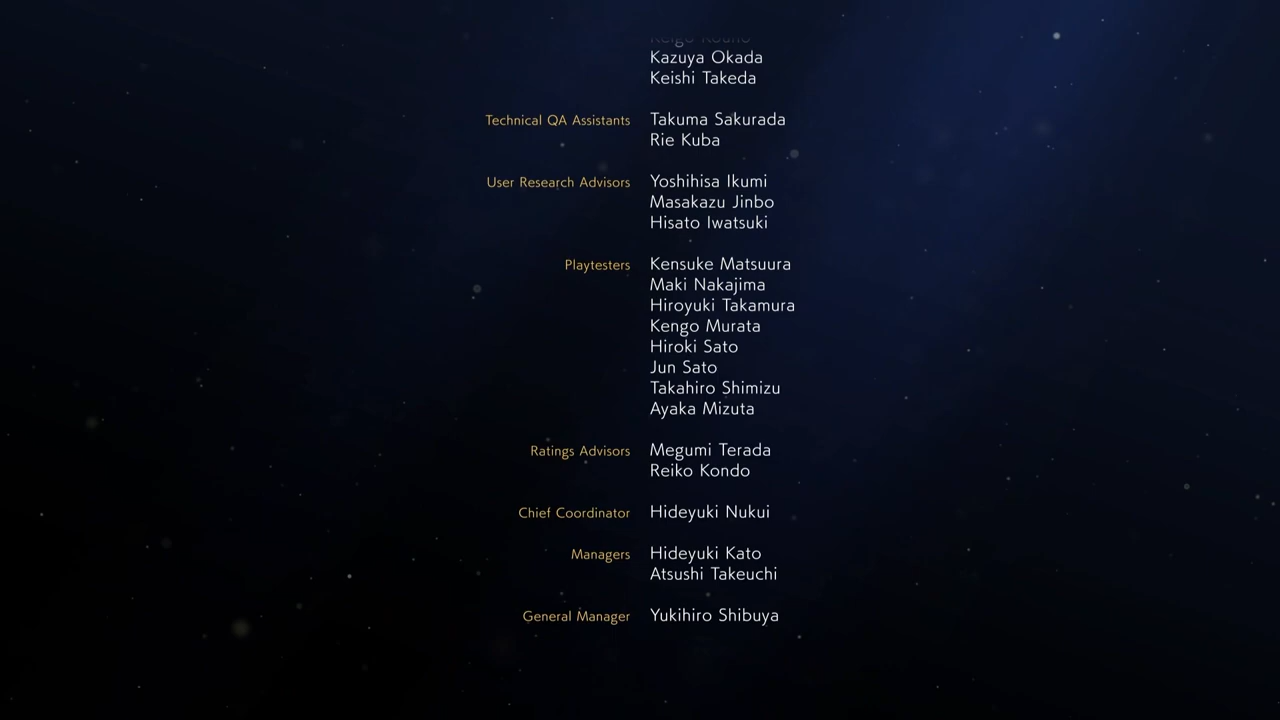 Kazuya Okada
Keishi Takeda
Technical QA Assistants Takuma Sakurada
Rie Kuba
User Research Advisors Yoshihisa Ikumi
Masakazu Jinbo
Hisato Iwatsuki
Playtesters Kensuke Matsuura
Maki Nakajima
Hiroyuki Takamura
Kengo Murata
Hiroki Sato
Jun Sato
Takahiro Shimizu
Ayaka Mizuta
Ratings Advisors Megumi Terada
Reiko Kondo
Chief Coordinator Hideyuki Nukui
Managers Hideyuki Kato
Atsushi Takeuchi
General Manager Yukihiro Shibuya